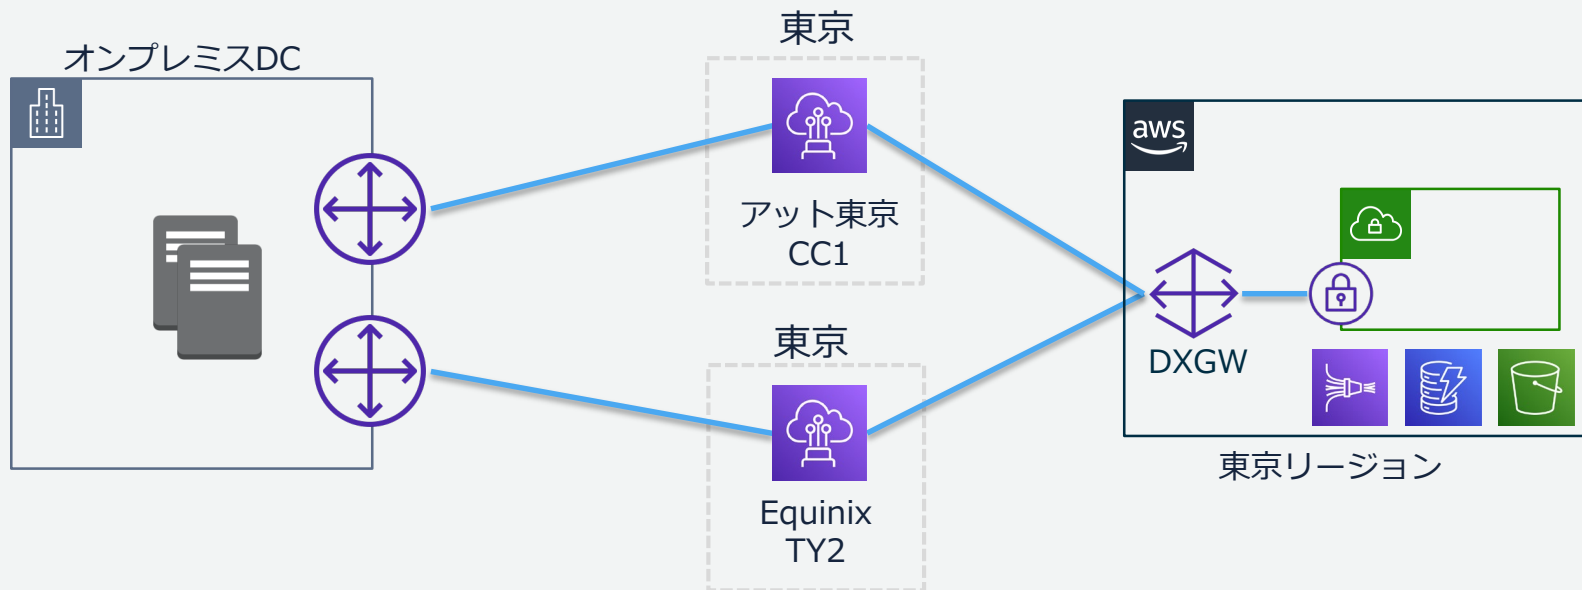 オンプレミスDC
東京
アット東京
CC1
東京
Equinix
TY2
aws
DXGW
東京リージョン